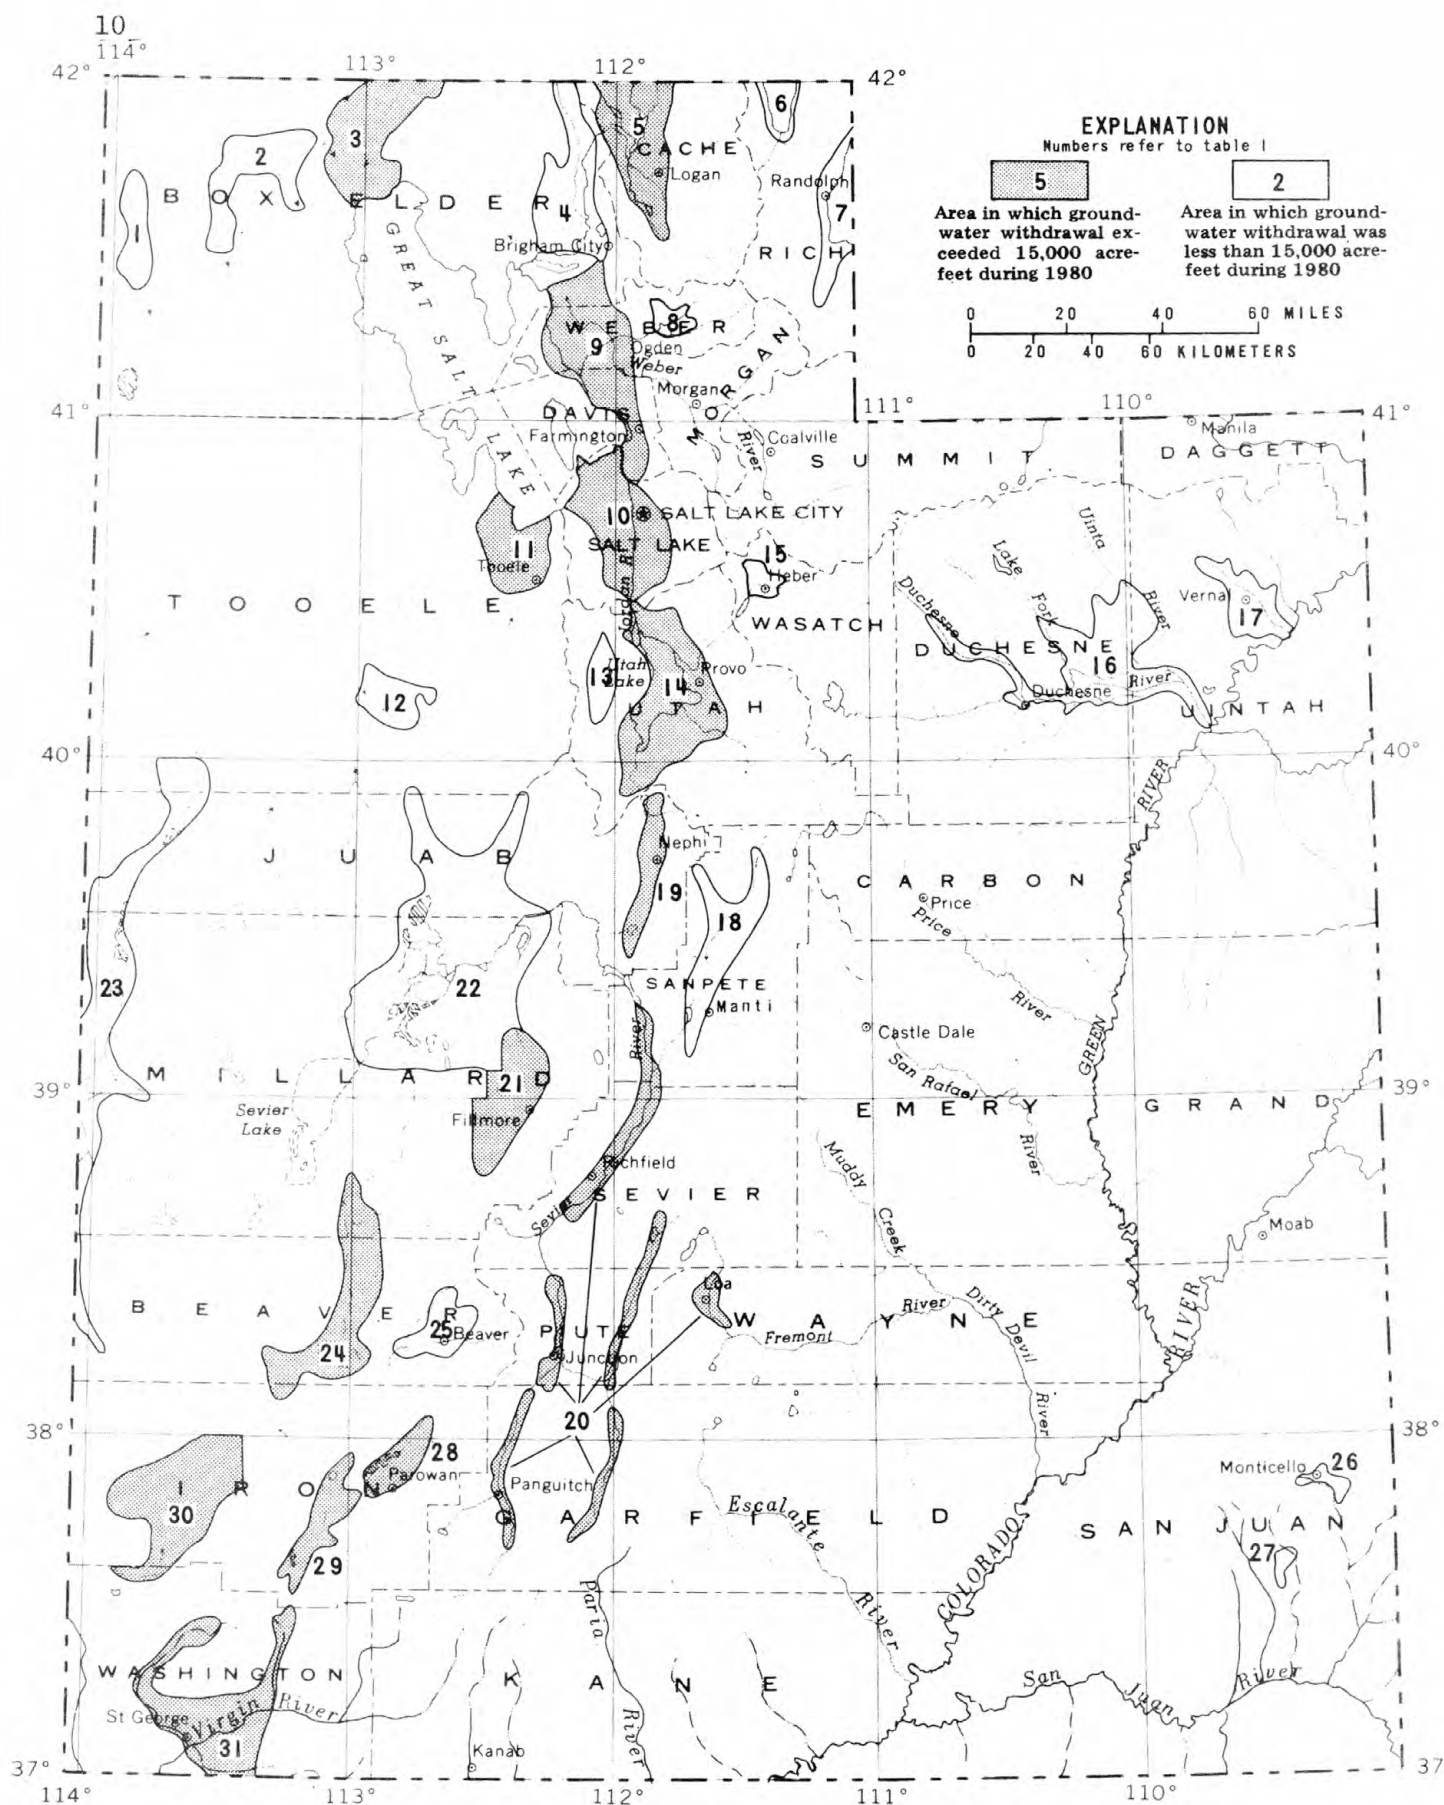 10
114°
113°
112°
42°
42°
EXPLANATION
Numbers refer to table 1
5
2
Area in which ground-
water withdrawal ex-
ceeded 15,000 acre-
feet during 1980
Area in which ground-
water withdrawal was
less than 15,000 acre-
feet during 1980
0 20 40 60 MILES
0 20 40 60 KILOMETERS
1
2
3
4
5
6
7
BOX ELDER
CACHE
Logan
Randolph
RICH
Brigham City
GREAT SALT LAKE
WEBER
8
9
Ogden
Weber
River
Morgan
MORGAN
41°
111°
110°
41°
DAVIS
Farmington
Coalville
SUMMIT
Manila
DAGGETT
10
SALT LAKE CITY
SALT LAKE
11
Tooele
TOOELE
Jordan R
15
Heber
WASATCH
Uinta
River
Lake
Fork
Duchesne
River
DUCHESNE
Duchesne
16
Vernal
17
UINTAH
12
13
Utah
Lake
14
Provo
UTAH
40°
40°
JUAB
Nephi
19
18
SANPETE
Manti
CARBON
Price
Price
River
GREEN
RIVER
23
22
21
MILLARD
Fillmore
Sevier
Lake
39°
39°
Castle Dale
San Rafael
River
EMERY
GRAND
River
Sevier
Richfield
SEVIER
Muddy
Creek
Moab
BEAVER
25
Beaver
24
PIUTE
Junction
Loa
WAYNE
Fremont
River
Dirty
Devil
River
RIVER
20
38°
38°
28
Parowan
IRON
30
29
Panguitch
GARFIELD
Escalante
River
COLORADO
Monticello
26
SAN JUAN
27
Paria
River
WASHINGTON
St George
Virgin River
31
KANE
Kanab
San Juan River
37°
37
114°
113°
112°
111°
110°